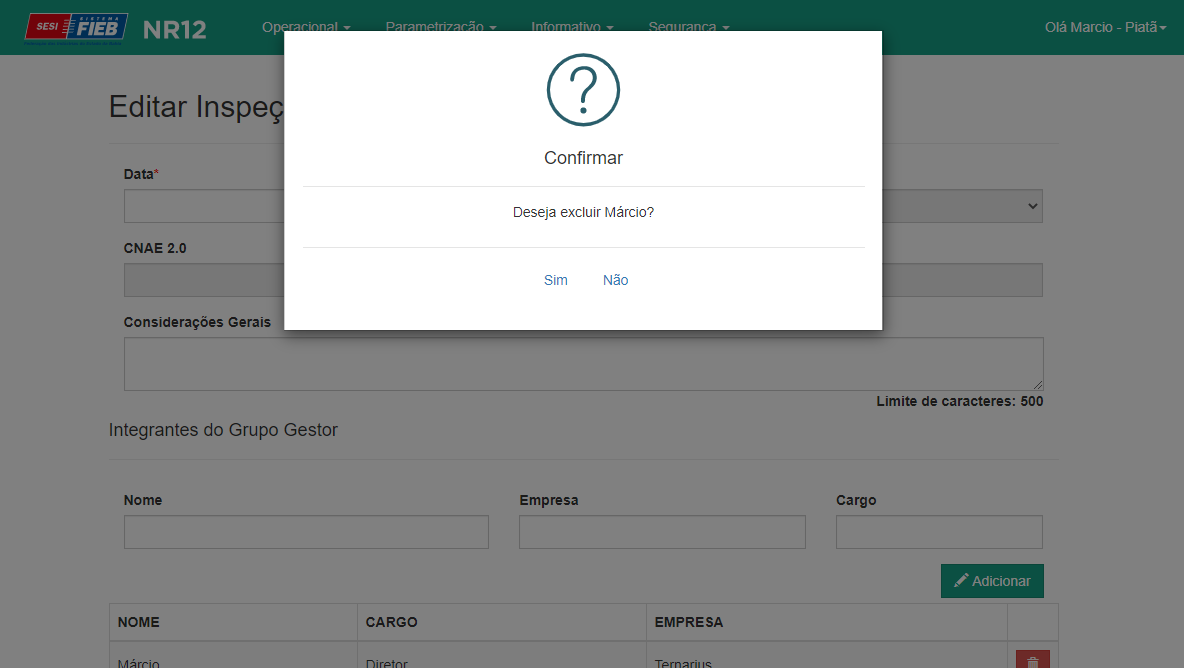 SESI SISTEMA FIEB NR12 Operacional Parametrização Informativo Segurança Olá Marcio - Piatã
Editar Inspeç
?
Confirmar
Deseja excluir Márcio?
Sim Não
Data*
CNAE 2.0
Considerações Gerais
Limite de caracteres: 500
Integrantes do Grupo Gestor
Nome Empresa Cargo
Adicionar
NOME CARGO EMPRESA
Márcio Diretor Ternarius